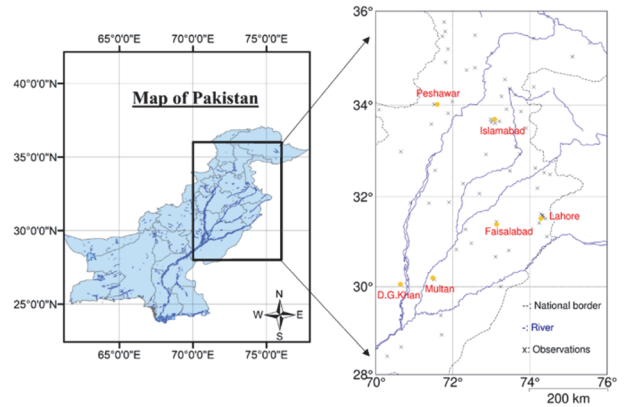 65°0'0"E 70°0'0"E 75°0'0"E
40°0'0"N
35°0'0"N
30°0'0"N
25°0'0"N
Map of Pakistan
N
W E
S
65°0'0"E 70°0'0"E 75°0'0"E
36°
34°
32°
30°
28°
Peshawar
Islamabad
Lahore
Faisalabad
Multan
D.G.Khan
--: National border
-: River
x: Observations
70° 72° 74° 76°
200 km